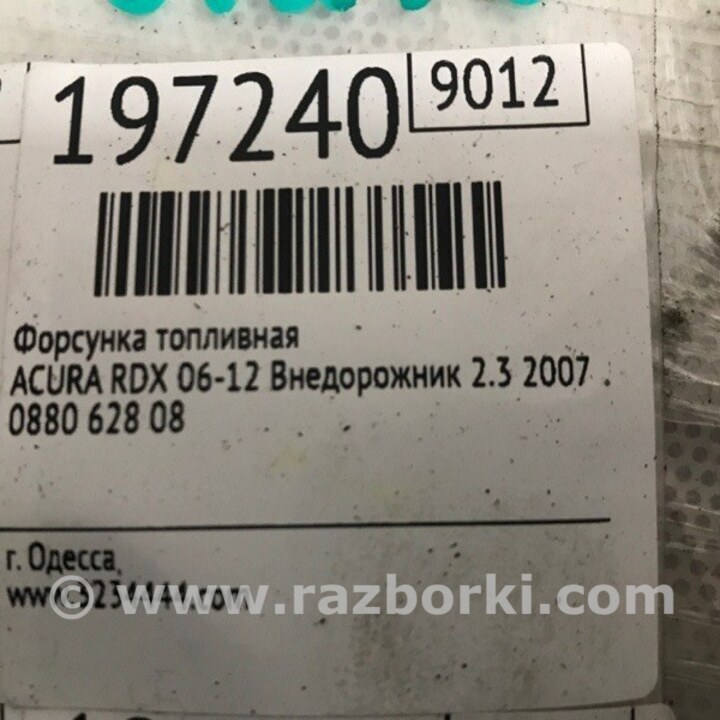 197240
9012
Форсунка топливная
ACURA RDX 06-12 Внедорожник 2.3 2007 .
0880 628 08
г. Одесса,
© www.razborki.com